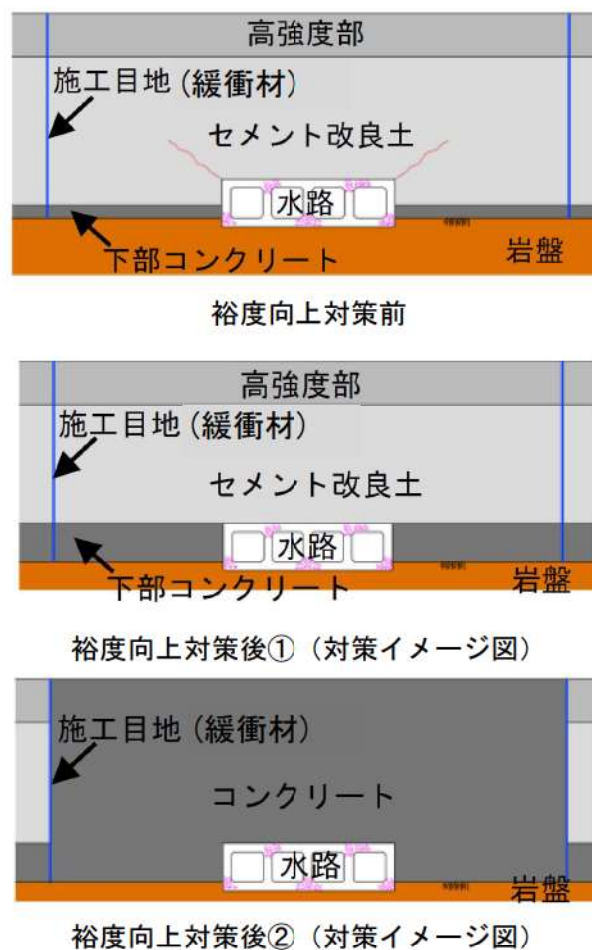 高強度部
施工目地(緩衝材)
セメント改良土
水路
下部コンクリート
岩盤
裕度向上対策前
高強度部
施工目地(緩衝材)
セメント改良土
水路
下部コンクリート
岩盤
裕度向上対策後①(対策イメージ図)
施工目地(緩衝材)
コンクリート
水路
岩盤
裕度向上対策後②(対策イメージ図)